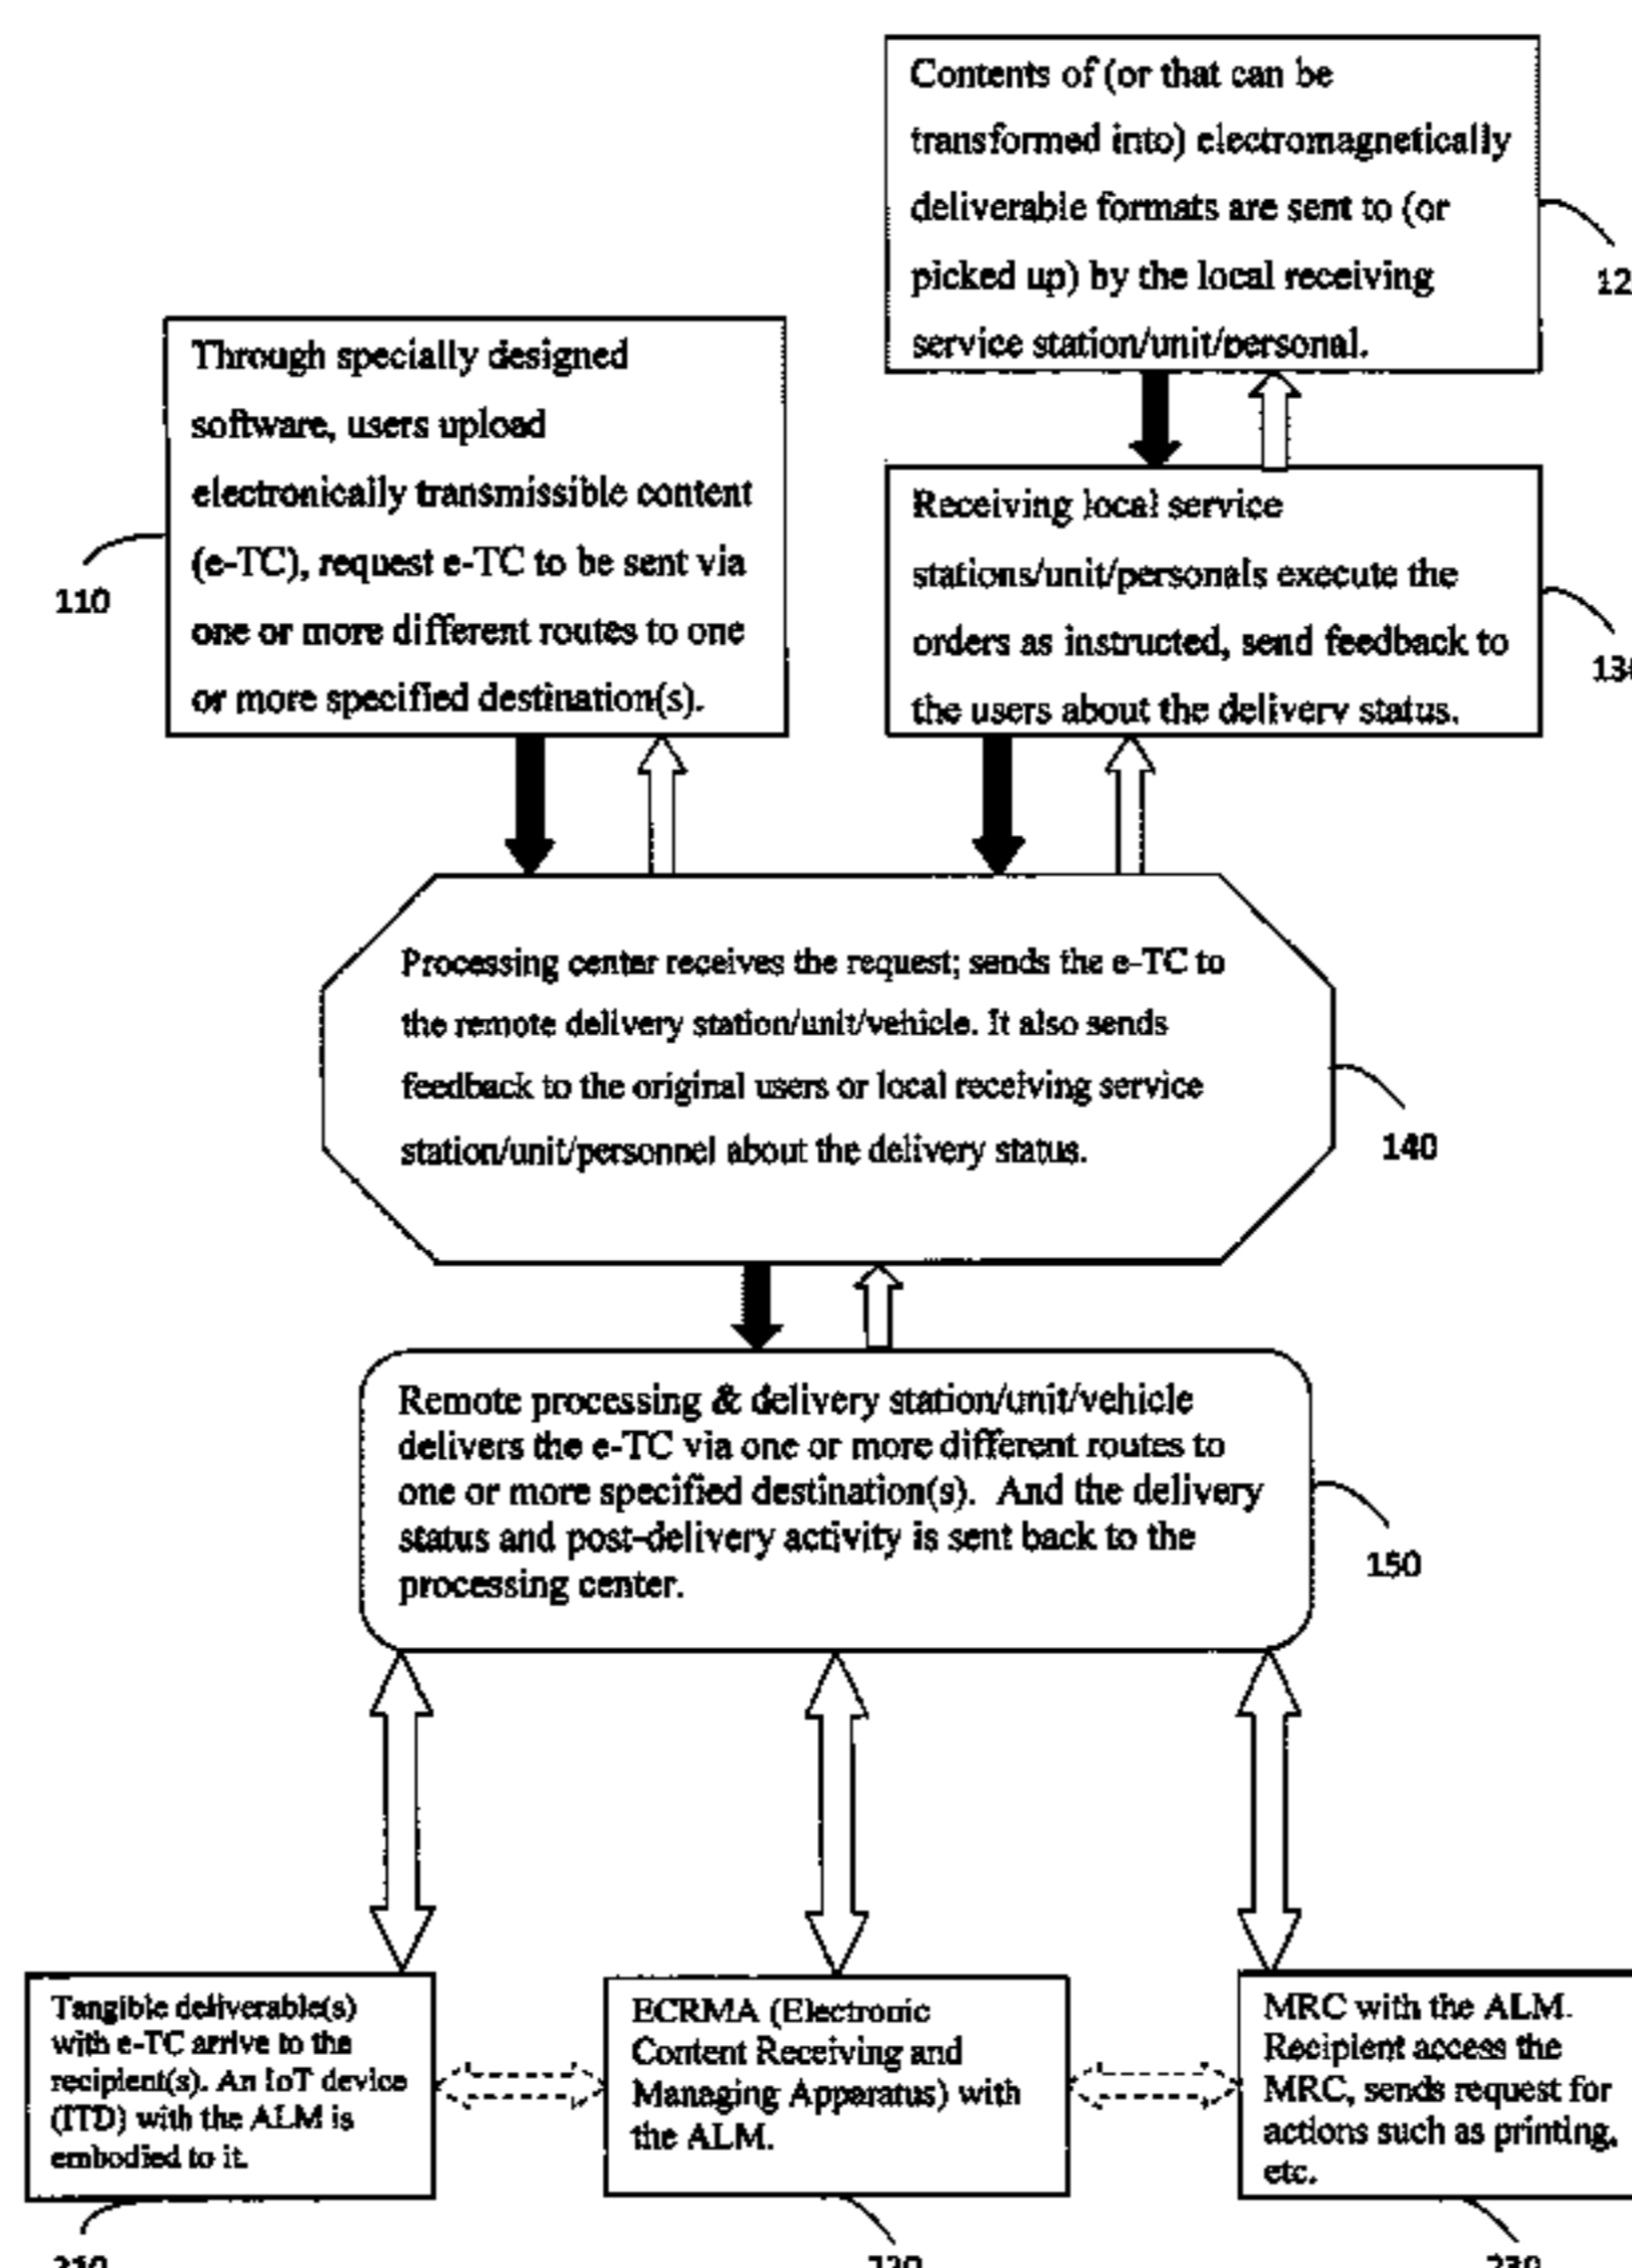 Contents of (or that can be
transformed into) electromagnetically
deliverable formats are sent to (or
picked up) by the local receiving
service station/unit/personal.
12
Through specially designed
software, users upload
electronically transmissible content
(e-TC), request e-TC to be sent via
one or more different routes to one
or more specified destination(s).
110
Receiving local service
stations/unit/personals execute the
orders as instructed, send feedback to
the users about the delivery status.
13
Processing center receives the request; sends the e-TC to
the remote delivery station/unit/vehicle. It also sends
feedback to the original users or local receiving service
station/unit/personnel about the delivery status.
140
Remote processing & delivery station/unit/vehicle
delivers the e-TC via one or more different routes to
one or more specified destination(s). And the delivery
status and post-delivery activity is sent back to the
processing center.
150
Tangible deliverable(s)
with e-TC arrive to the
recipient(s). An IoT device
(ITD) with the ALM is
embodied to it.
ECRMA (Electronic
Content Receiving and
Managing Apparatus) with
the ALM.
MRC with the ALM.
Recipient access the
MRC, sends request for
actions such as printing,
etc.